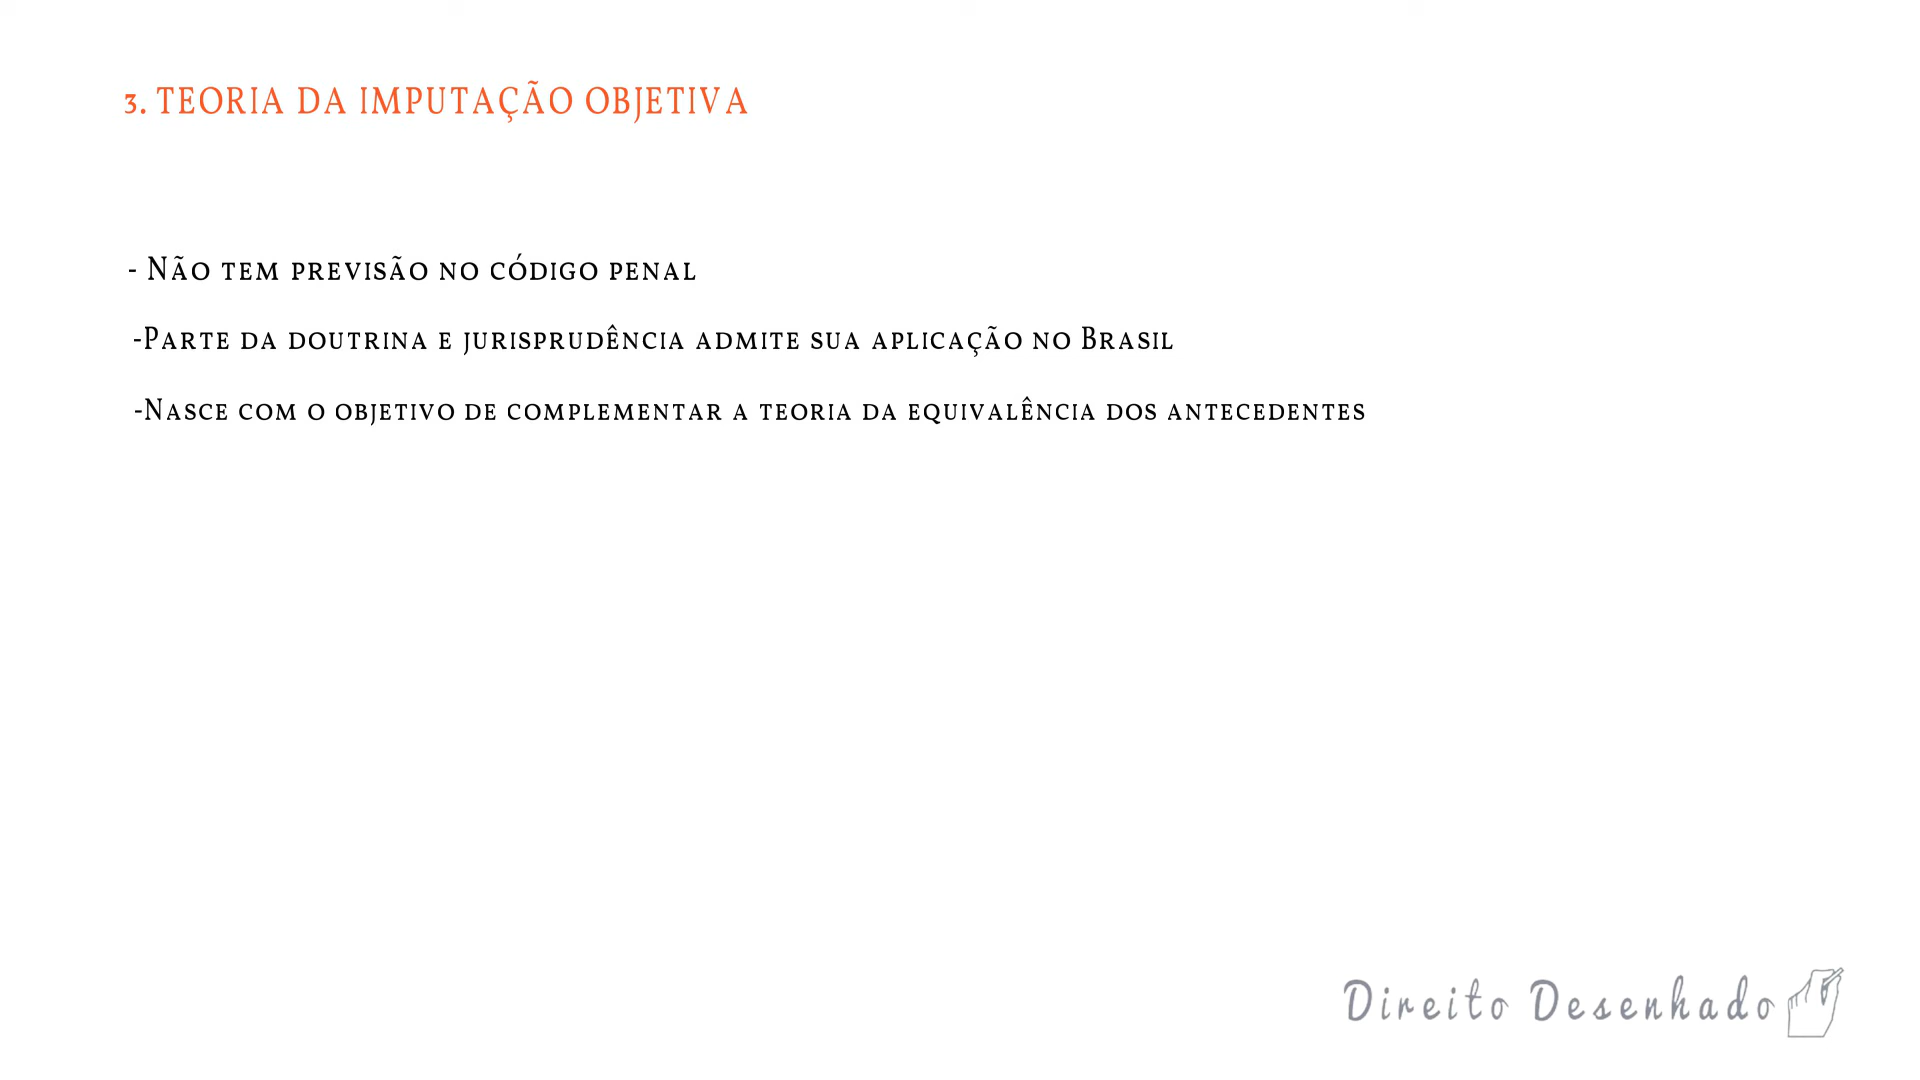 3. TEORIA DA IMPUTAÇÃO OBJETIVA
- Não tem previsão no código penal
-Parte da doutrina e jurisprudência admite sua aplicação no Brasil
-Nasce com o objetivo de complementar a teoria da equivalência dos antecedentes
Direito Desenhado